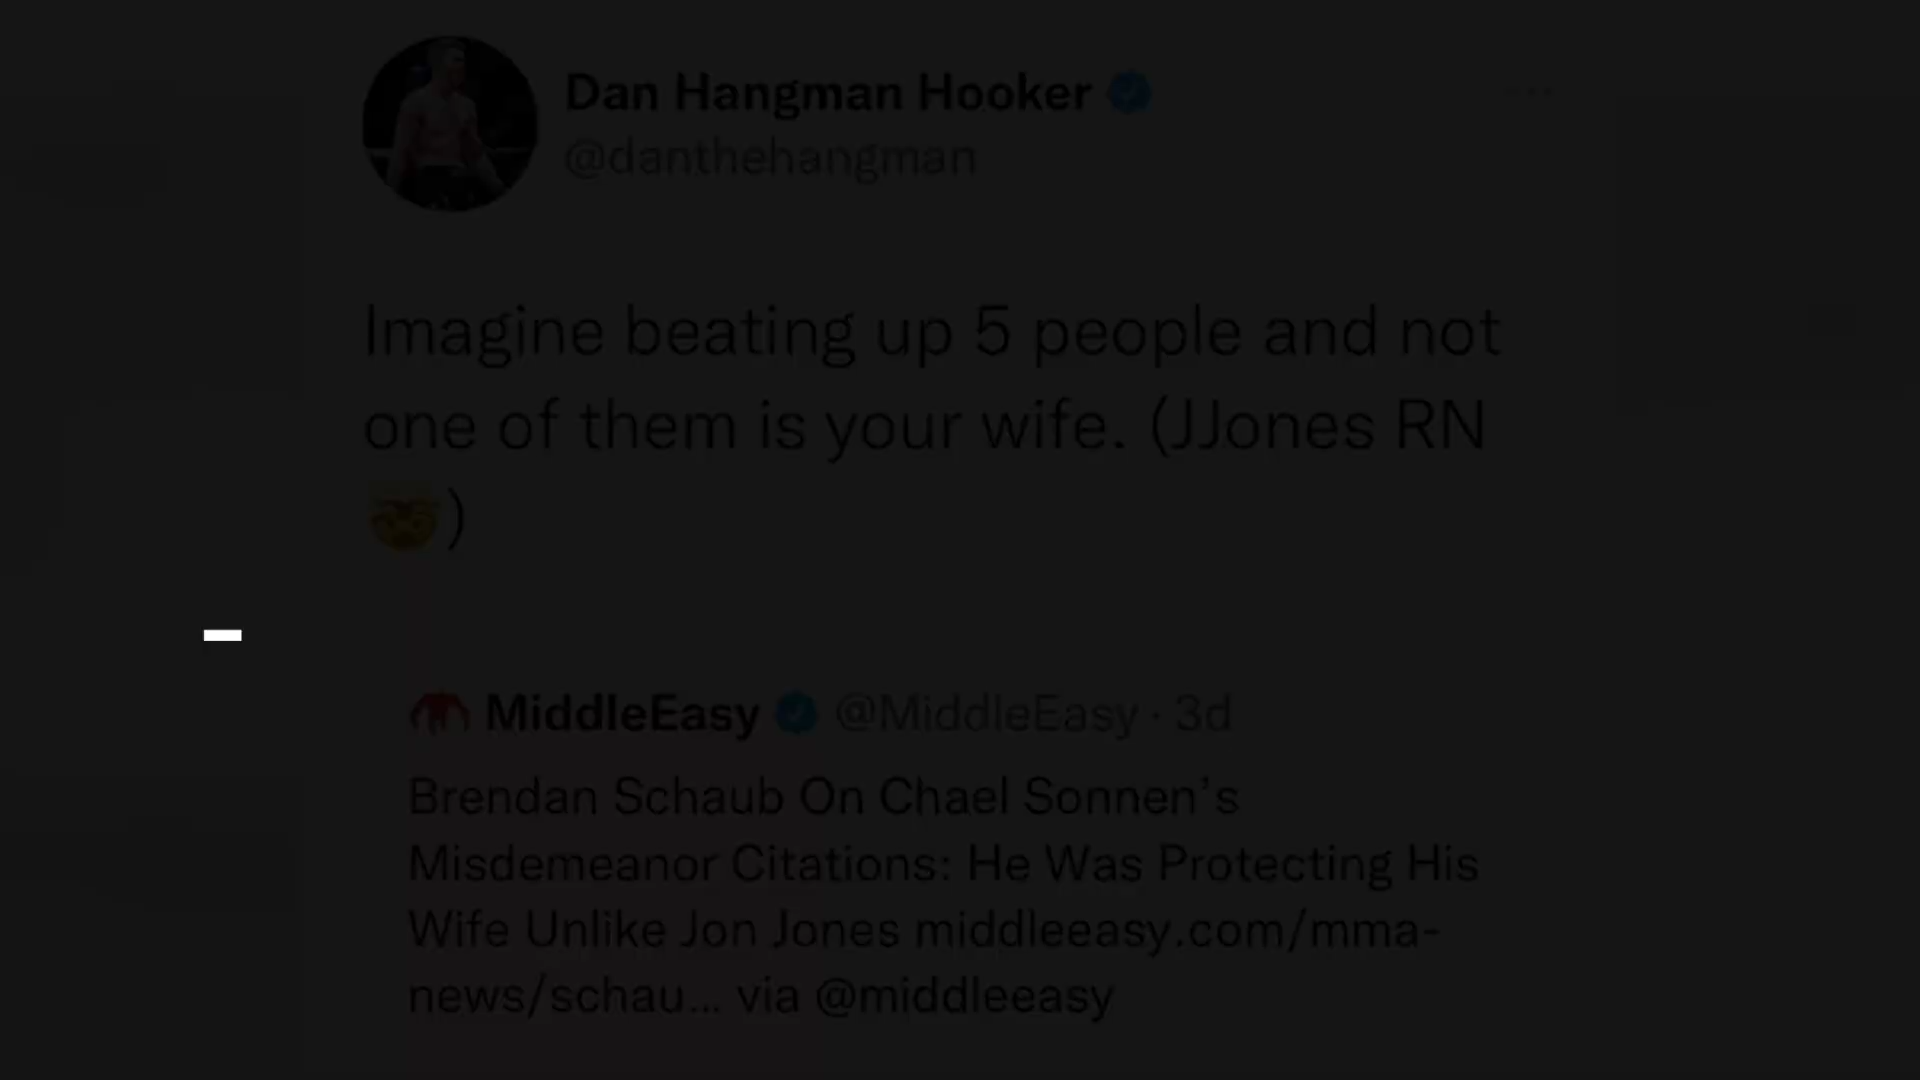 Dan Hangman Hooker
@danthehangman
Imagine beating up 5 people and not
one of them is your wife. (JJones RN
🤯)
MiddleEasy @MiddleEasy · 3d
Brendan Schaub On Chael Sonnen's
Misdemeanor Citations: He Was Protecting His
Wife Unlike Jon Jones middleeasy.com/mma-
news/schau... via @middleeasy